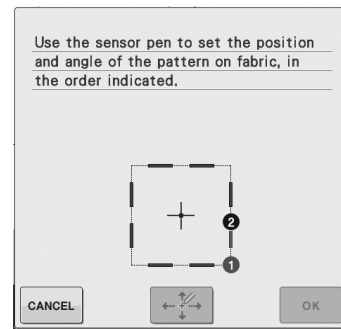 Use the sensor pen to set the position
and angle of the pattern on fabric, in
the order indicated.
2
1
CANCEL
OK